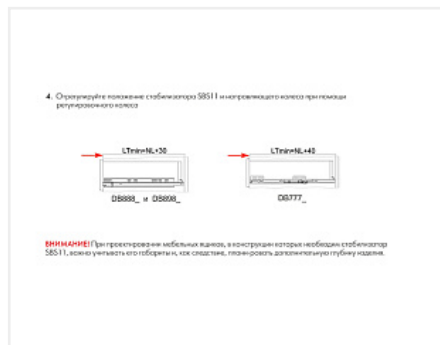 4. Отрегулируйте положение стабилизатора SBS11 и направляющего колеса при помощи
регулировочного колеса
LTmin=NL+30
LTmin=NL+40
DB888_ и DB898_
DB777_
ВНИМАНИЕ! При проектировании мебельных ящиков, в конструкции которых необходим стабилизатор
SBS11, важно учитывать его габариты и, как следствие, планировать дополнительную глубину изделия.